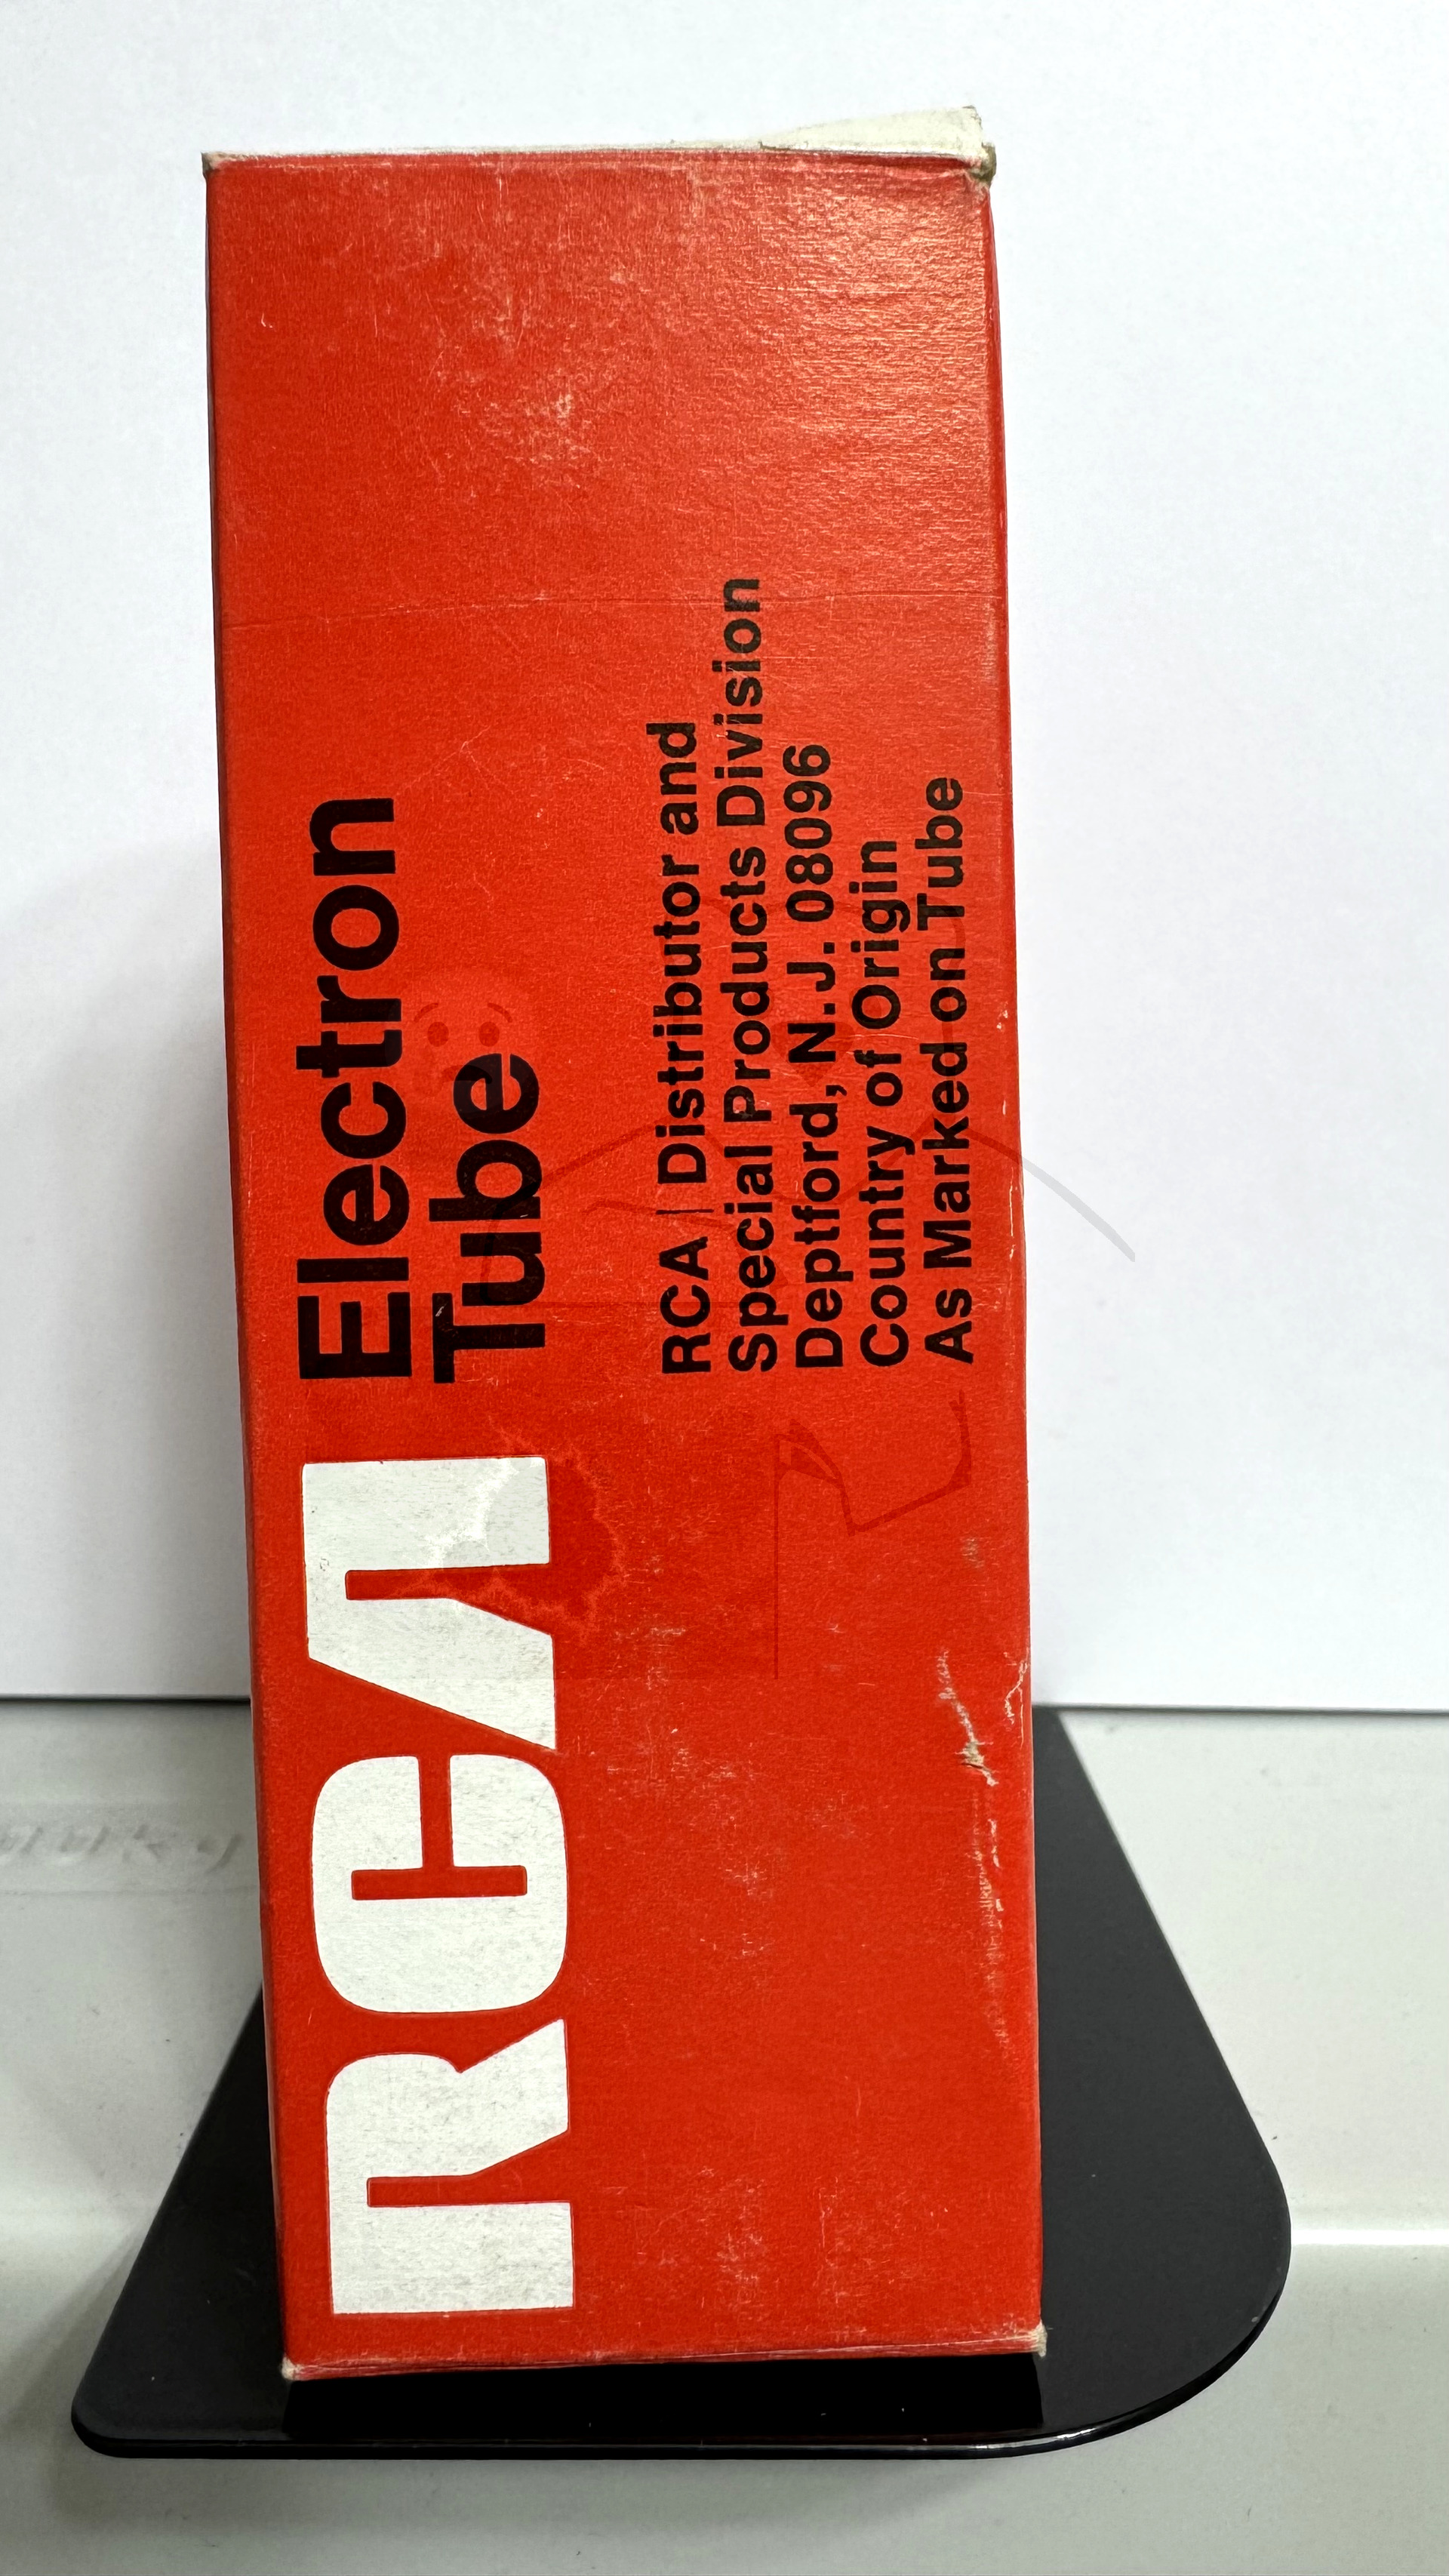 RCA Electron
Tube
RCA | Distributor and
Special Products Division
Deptford, N.J. 08096
Country of Origin
As Marked on Tube